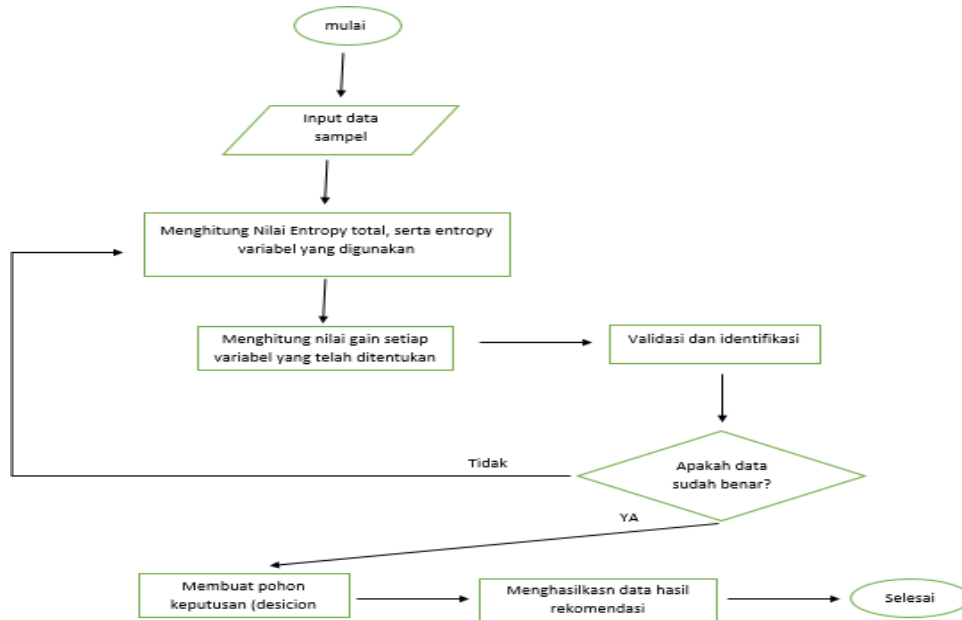 mulai
Input data
sampel
Menghitung Nilai Entropy total, serta entropy
variabel yang digunakan
Menghitung nilai gain setiap
variabel yang telah ditentukan
Validasi dan identifikasi
Apakah data
sudah benar?
Tidak
YA
Membuat pohon
keputusan (desicion
Menghasilkasn data hasil
rekomendasi
Selesai